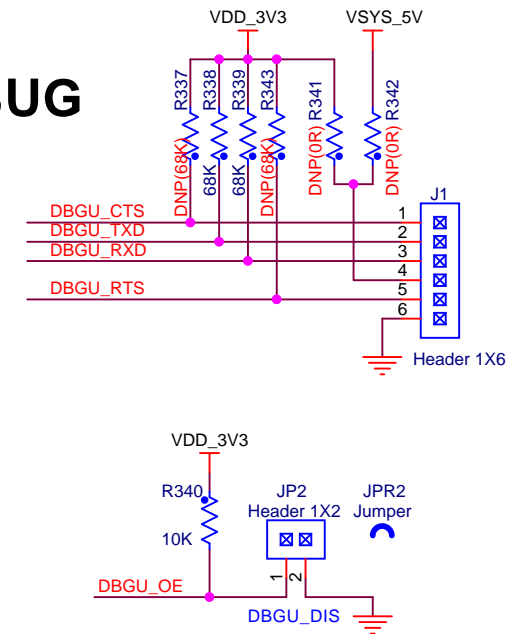 VDD_3V3
VSYS_5V
BUG
R337
R338
R339
R343
R341
R342
DNP(68K)
68K
68K
DNP(68K)
DNP(0R)
DNP(0R)
J1
DBGU_CTS
1
DBGU_TXD
2
DBGU_RXD
3
4
DBGU_RTS
5
6
Header 1X6
VDD_3V3
R340
10K
JP2
Header 1X2
JPR2
Jumper
1
2
DBGU_OE
DBGU_DIS